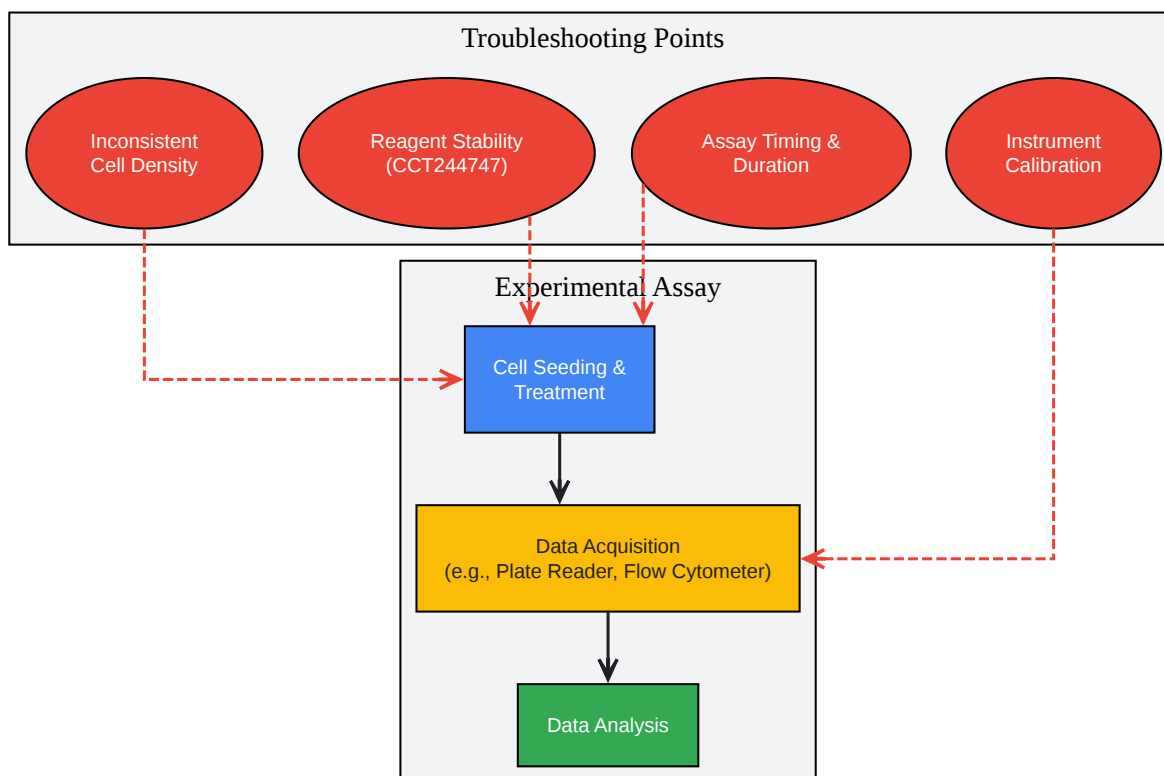 Troubleshooting Points
Inconsistent
Cell Density
Reagent Stability
(CCT244747)
Assay Timing &
Duration
Instrument
Calibration
Experimental Assay
Cell Seeding &
Treatment
Data Acquisition
(e.g., Plate Reader, Flow Cytometer)
Data Analysis